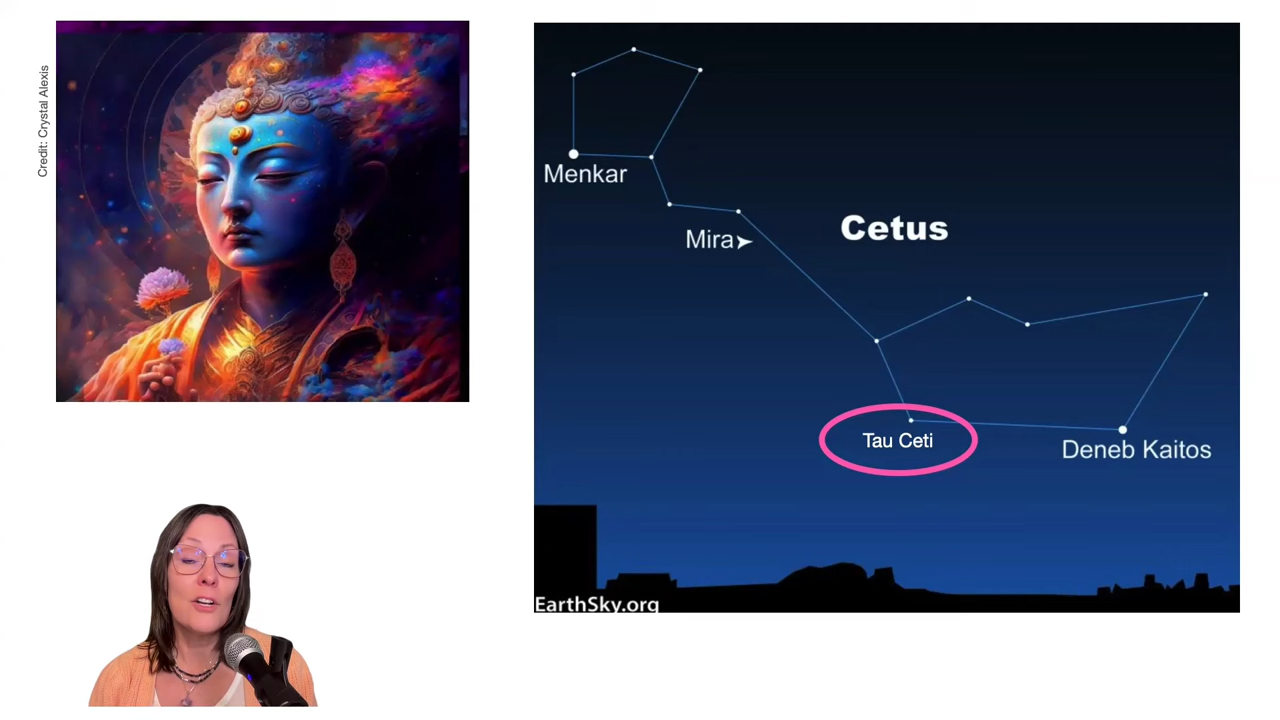 Credit: Crystal Alexis
Menkar
Mira
Cetus
Tau Ceti
Deneb Kaitos
EarthSky.org